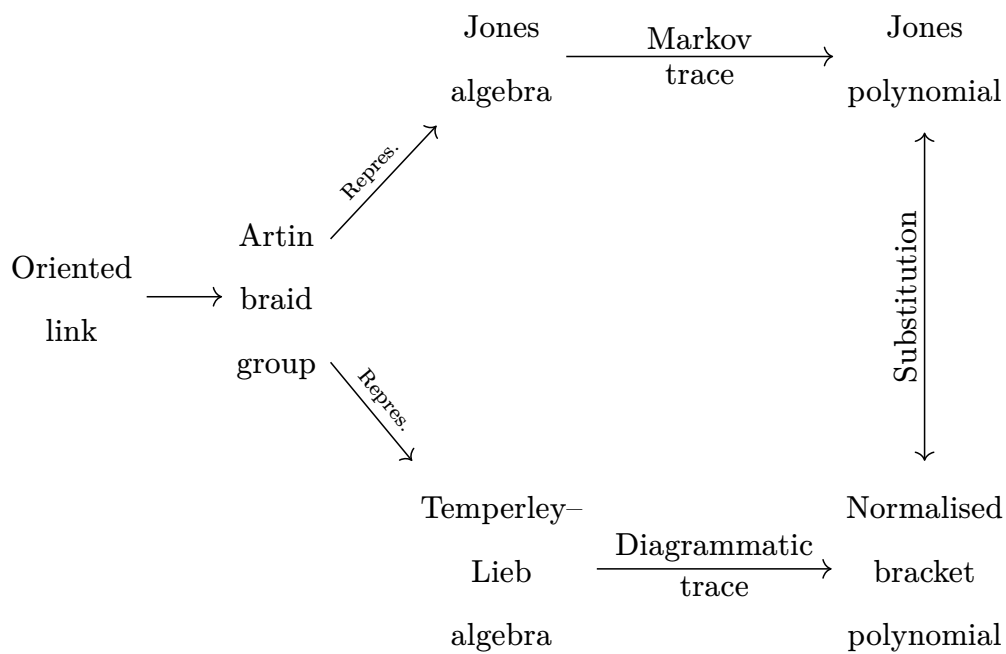 Jones
algebra
Markov
trace
Jones
polynomial
Repres.
Oriented
link
Artin
braid
group
Substitution
Repres.
Temperley–
Lieb
algebra
Diagrammatic
trace
Normalised
bracket
polynomial